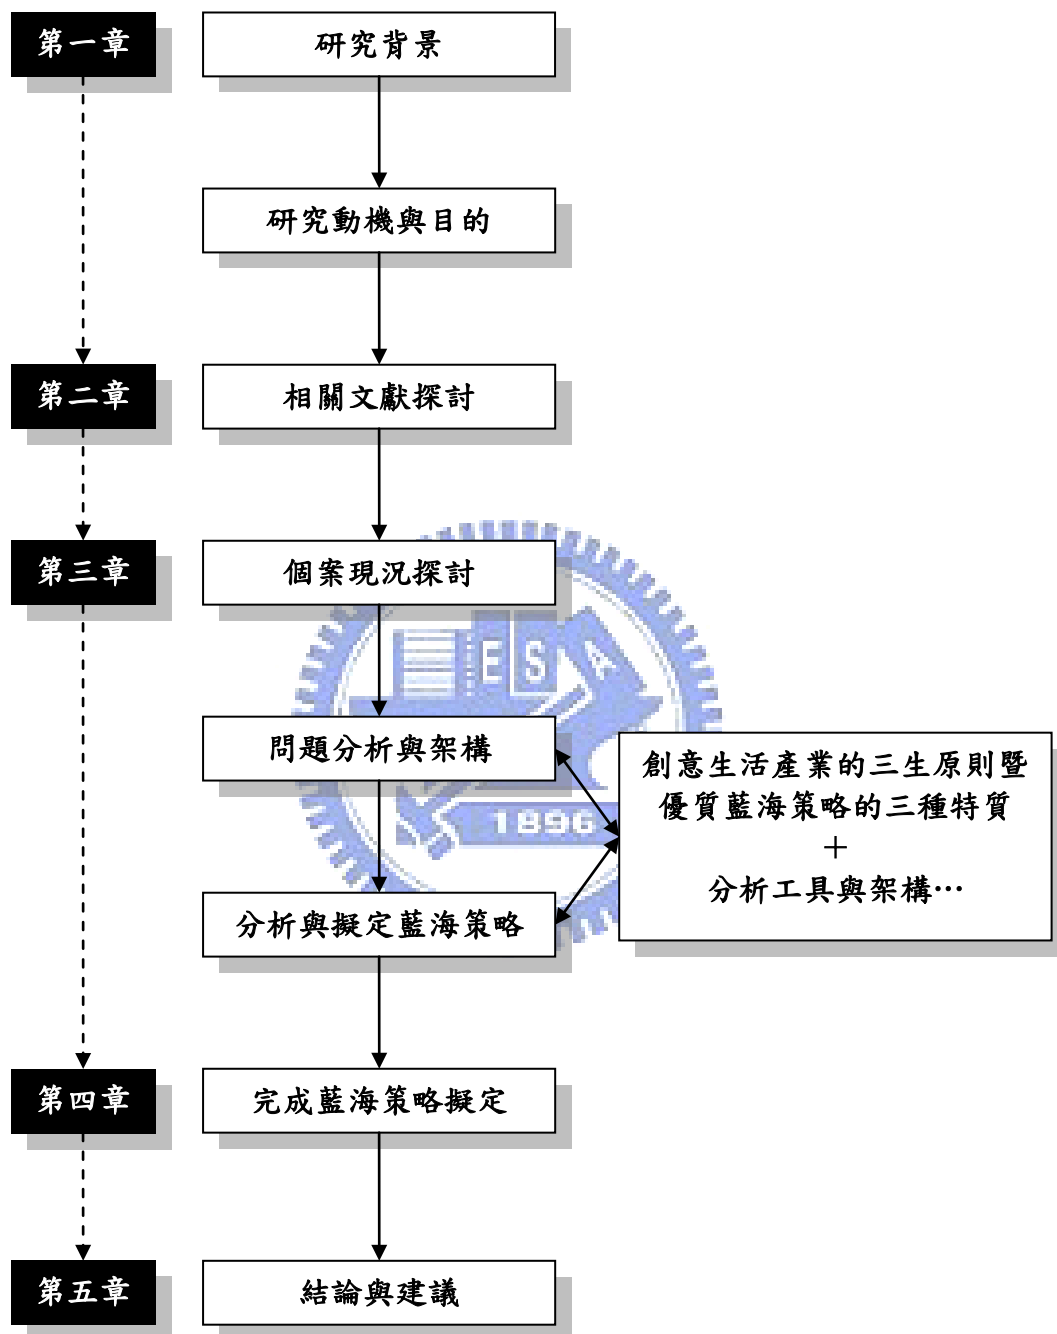 第一章
研究背景
研究動機與目的
第二章
相關文獻探討
第三章
個案現況探討
ESA
問題分析與架構
創意生活產業的三生原則暨
優質藍海策略的三種特質
+
分析工具與架構…
1896
分析與擬定藍海策略
第四章
完成藍海策略擬定
第五章
結論與建議